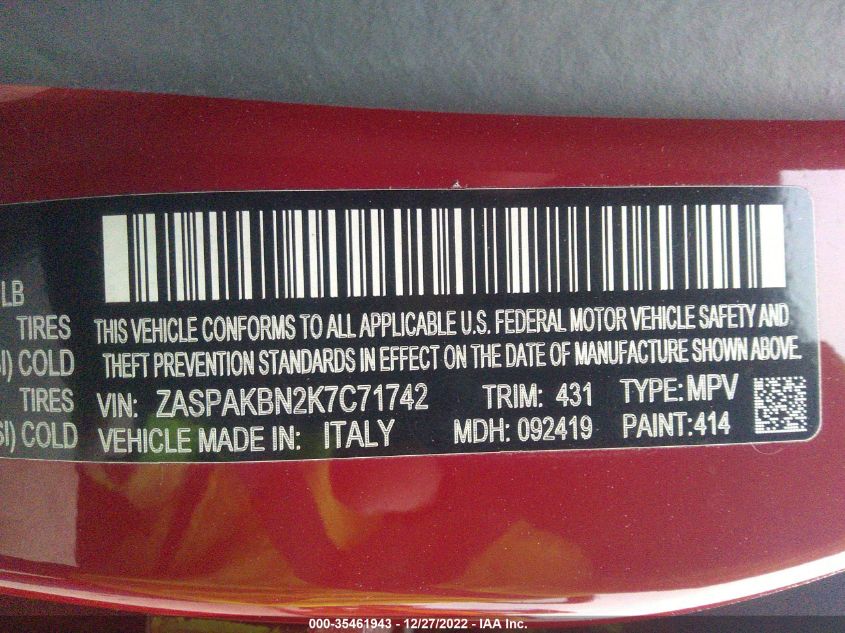 LB
TIRES THIS VEHICLE CONFORMS TO ALL APPLICABLE U.S. FEDERAL MOTOR VEHICLE SAFETY AND
SI) COLD THEFT PREVENTION STANDARDS IN EFFECT ON THE DATE OF MANUFACTURE SHOWN ABOVE.
TIRES VIN: ZASPAKBN2K7C71742 TRIM: 431 TYPE:MPV
SI) COLD VEHICLE MADE IN: ITALY MDH: 092419 PAINT:414
000-35461943 - 12/27/2022 - IAA Inc.